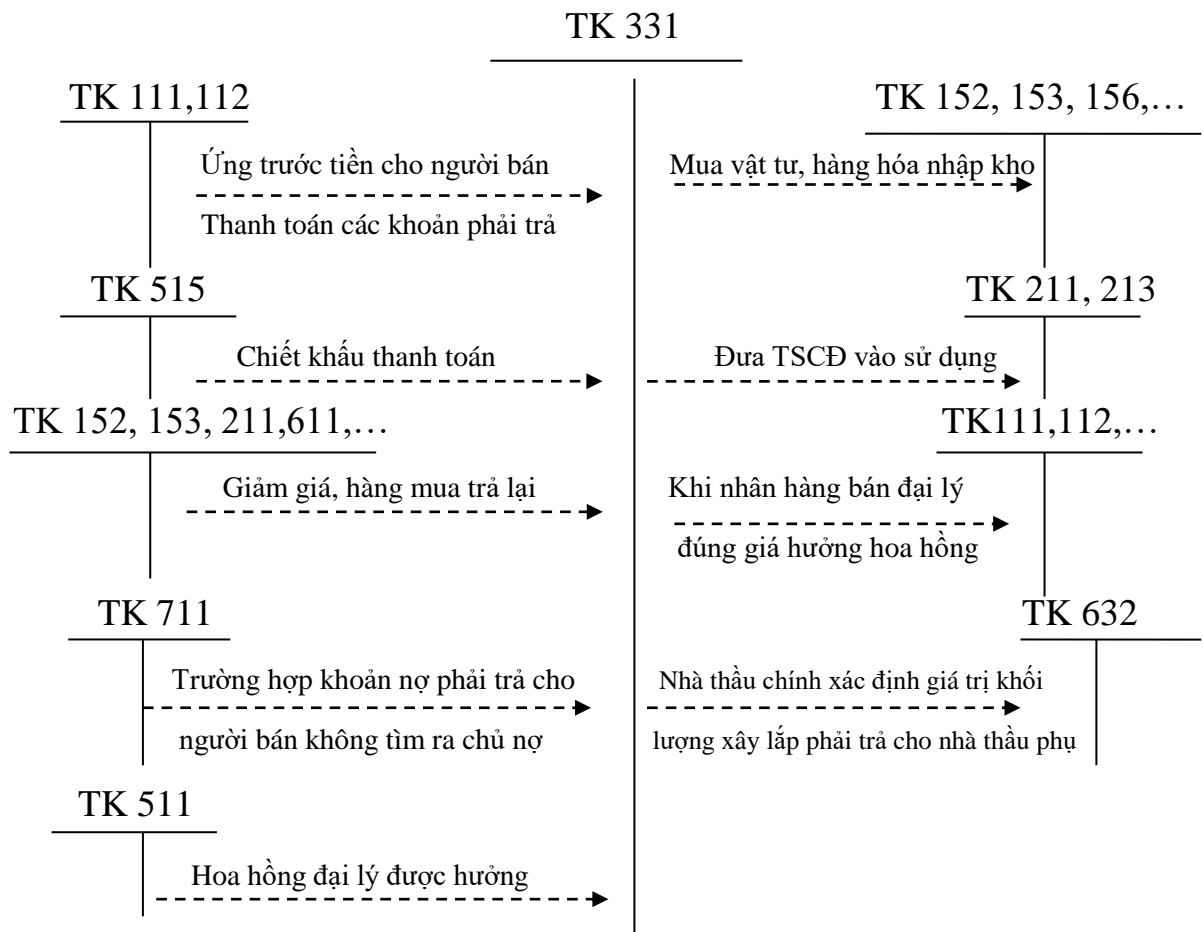 TK 331
TK 111,112
TK 152, 153, 156,…
Ứng trước tiền cho người bán
Mua vật tư, hàng hóa nhập kho
Thanh toán các khoản phải trả
TK 515
TK 211, 213
Chiết khấu thanh toán
Đưa TSCĐ vào sử dụng
TK 152, 153, 211,611,…
TK111,112,…
Giảm giá, hàng mua trả lại
Khi nhân hàng bán đại lý
đúng giá hưởng hoa hồng
TK 711
TK 632
Trường hợp khoản nợ phải trả cho
Nhà thầu chính xác định giá trị khối
người bán không tìm ra chủ nợ
lượng xây lắp phải trả cho nhà thầu phụ
TK 511
Hoa hồng đại lý được hưởng